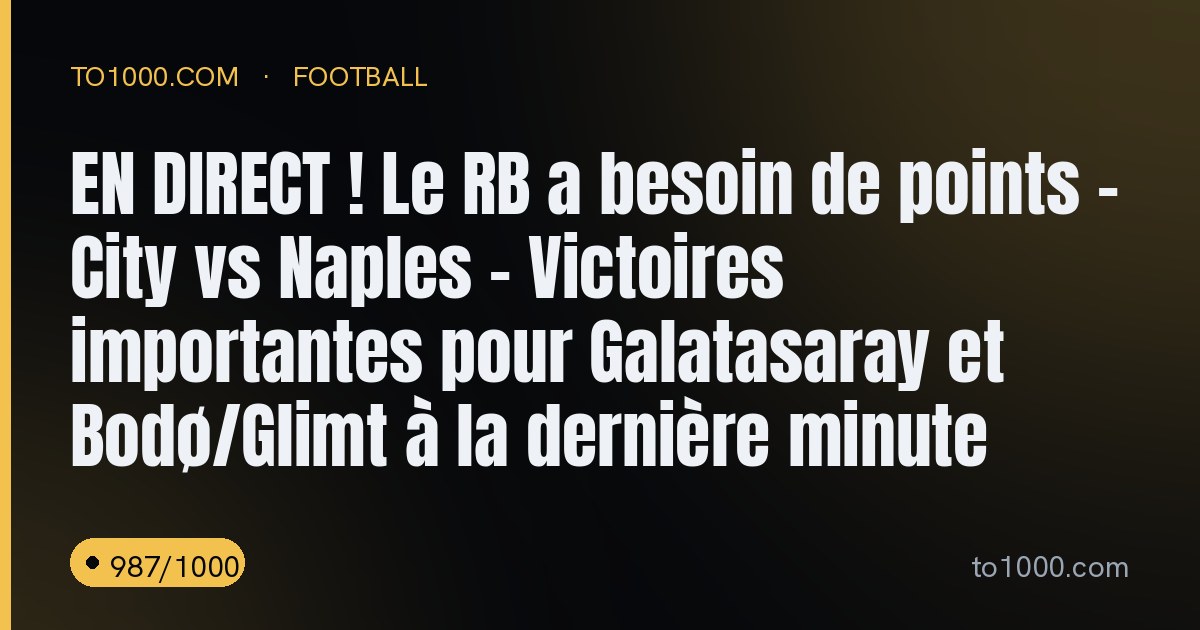 TO1000.COM · FOOTBALL
EN DIRECT ! Le RB a besoin de points -
City vs Naples - Victoires
importantes pour Galatasaray et
Bodø/Glimt à la dernière minute
987/1000
to1000.com